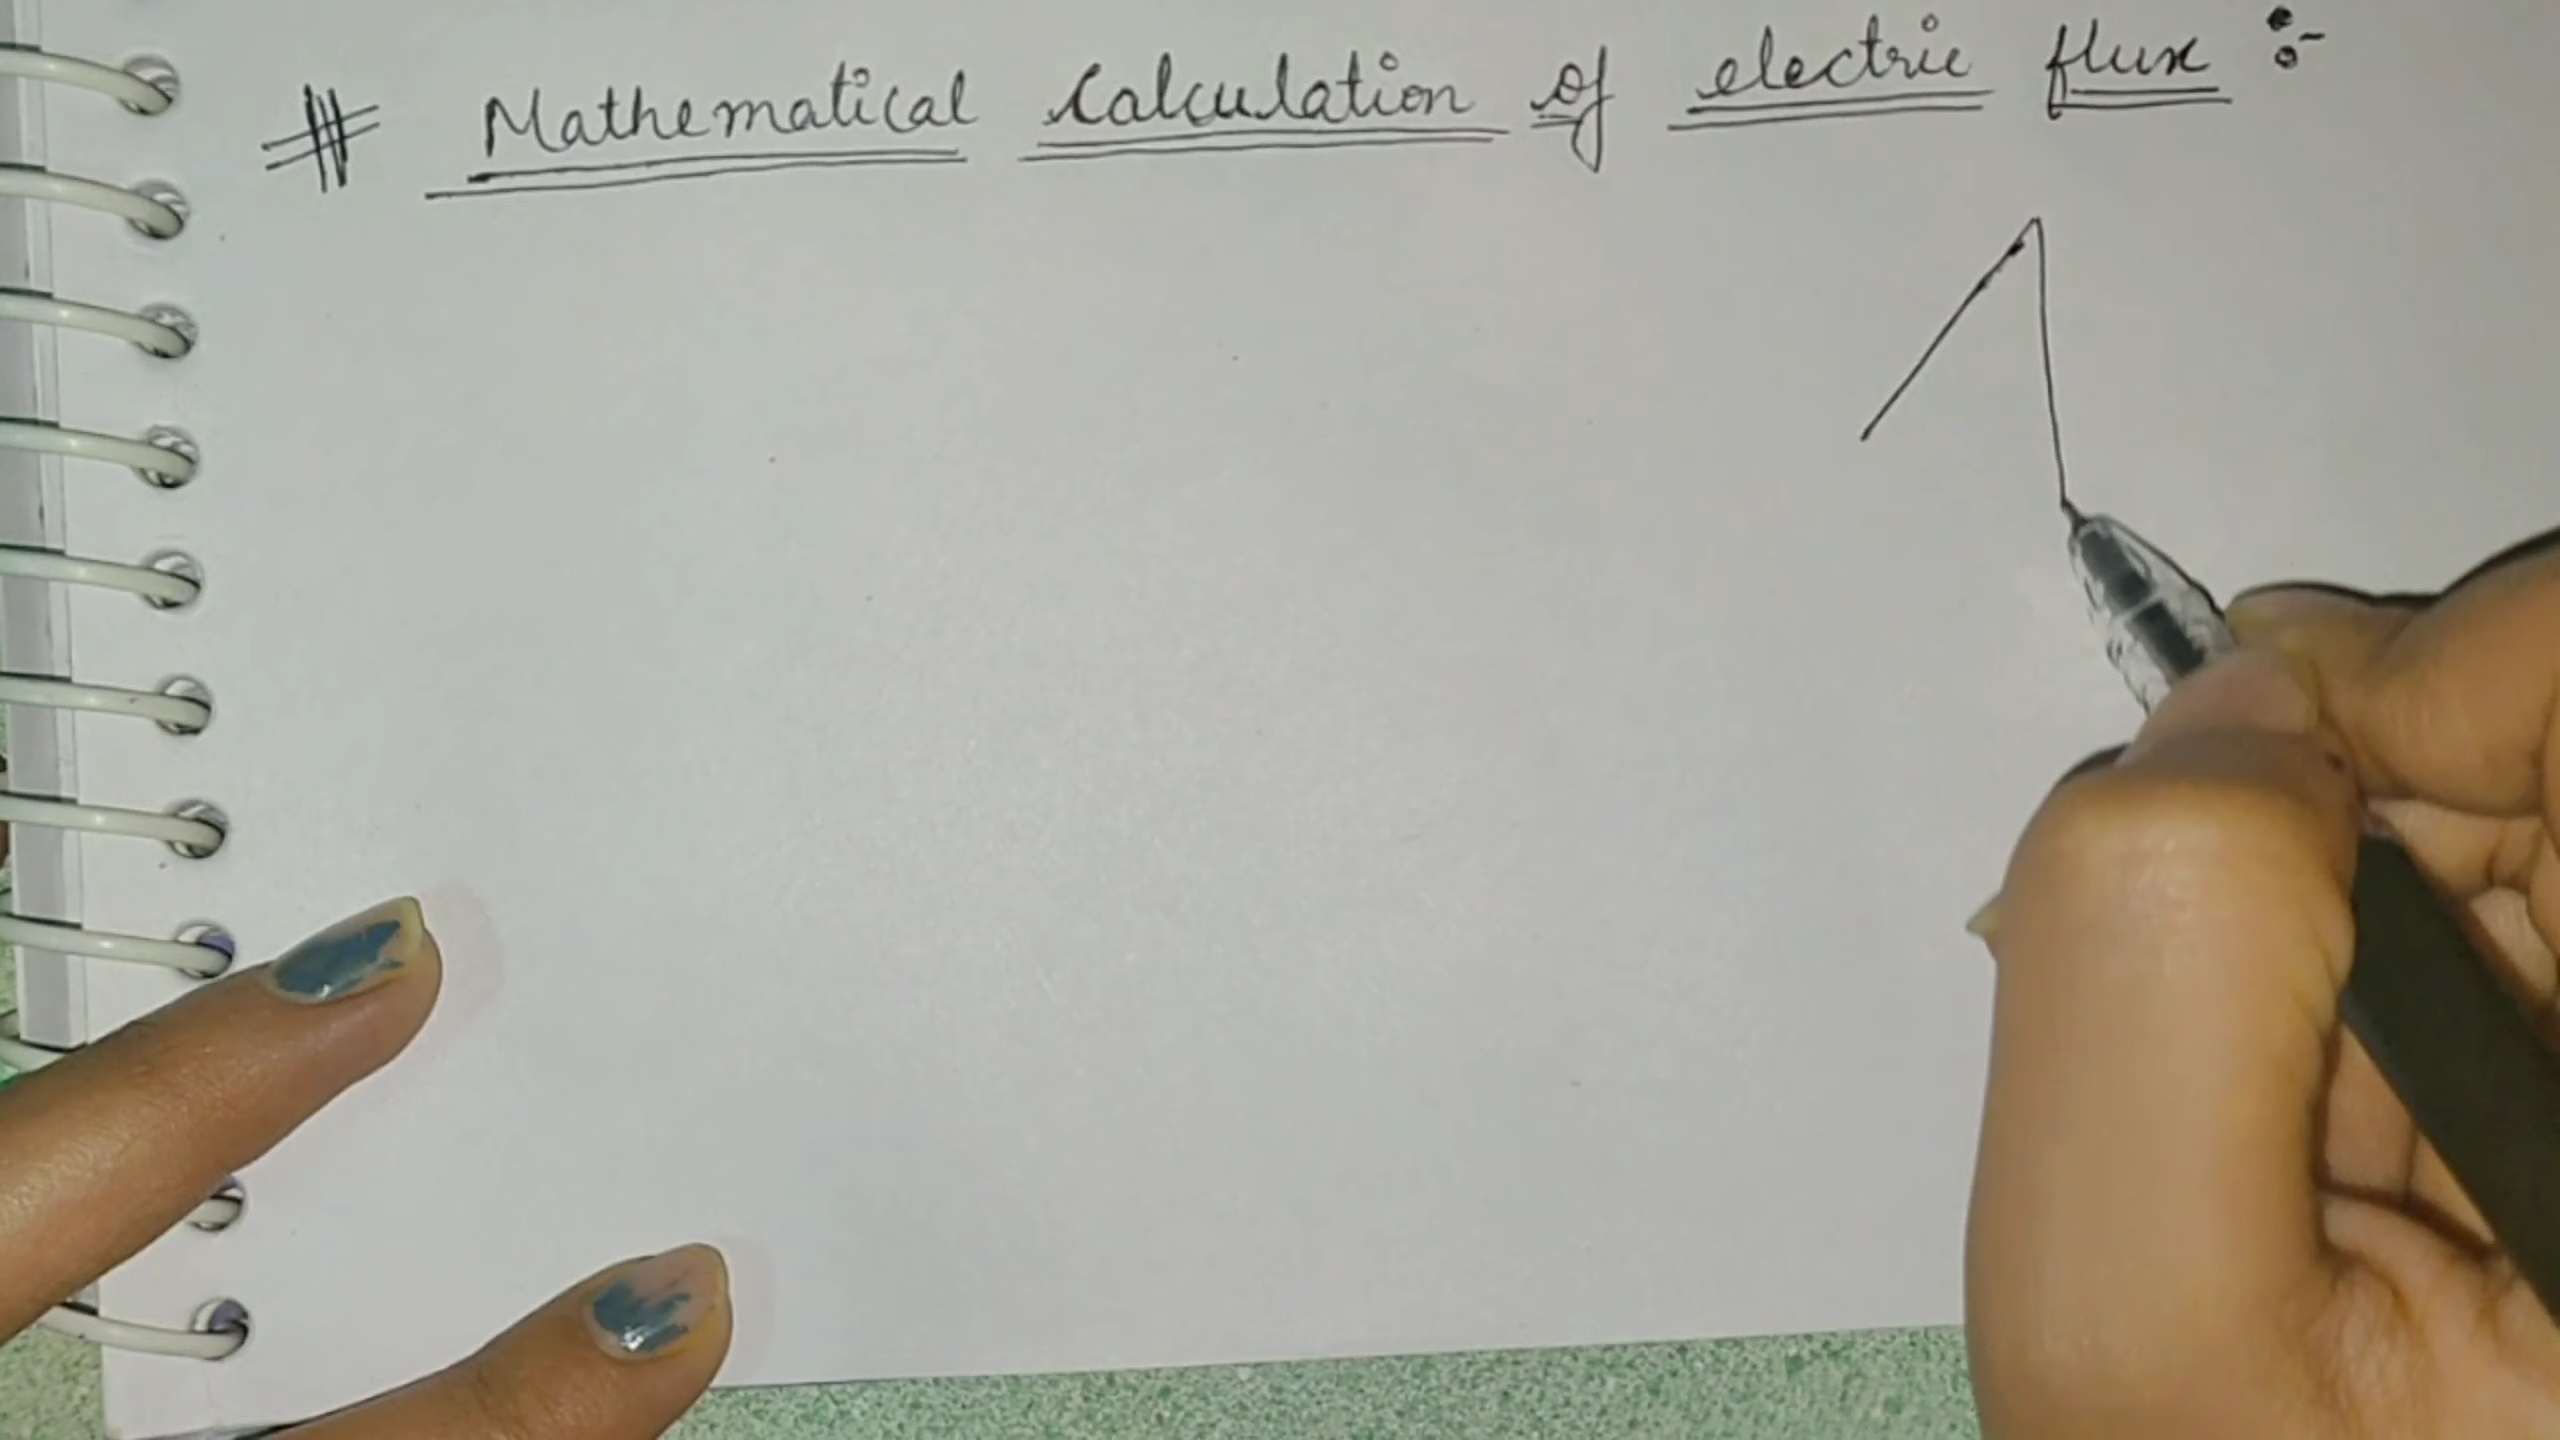 # Mathematical Calculation of electric flux :-